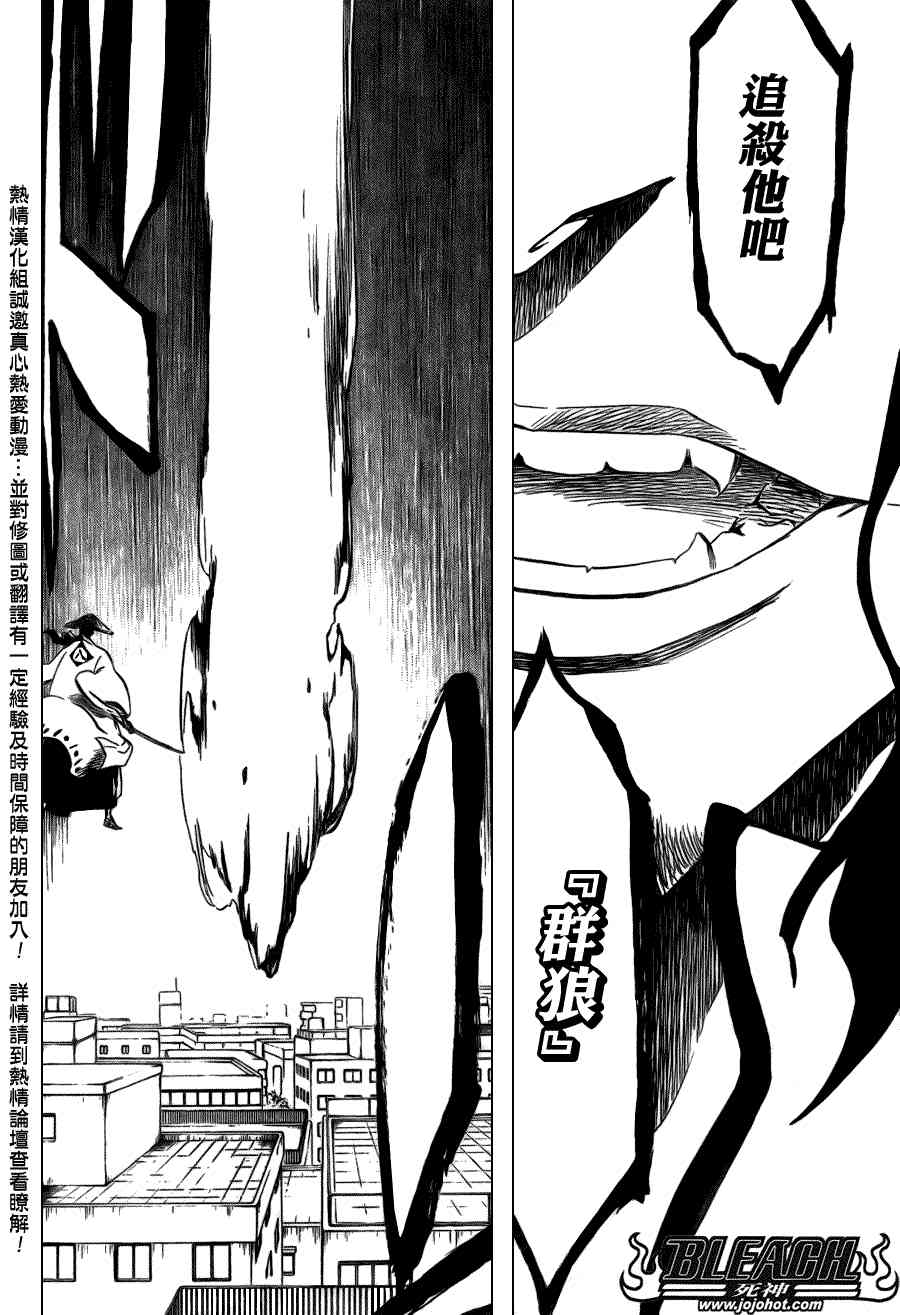 追殺他吧
『群狼』
熱情漢化組誠邀真心熱愛動漫…並對修圖或翻譯有一定經驗及時間保障的朋友加入！ 詳情請到熱情論壇查看瞭解！
八
BLEACH
死神
www.jojohot.com